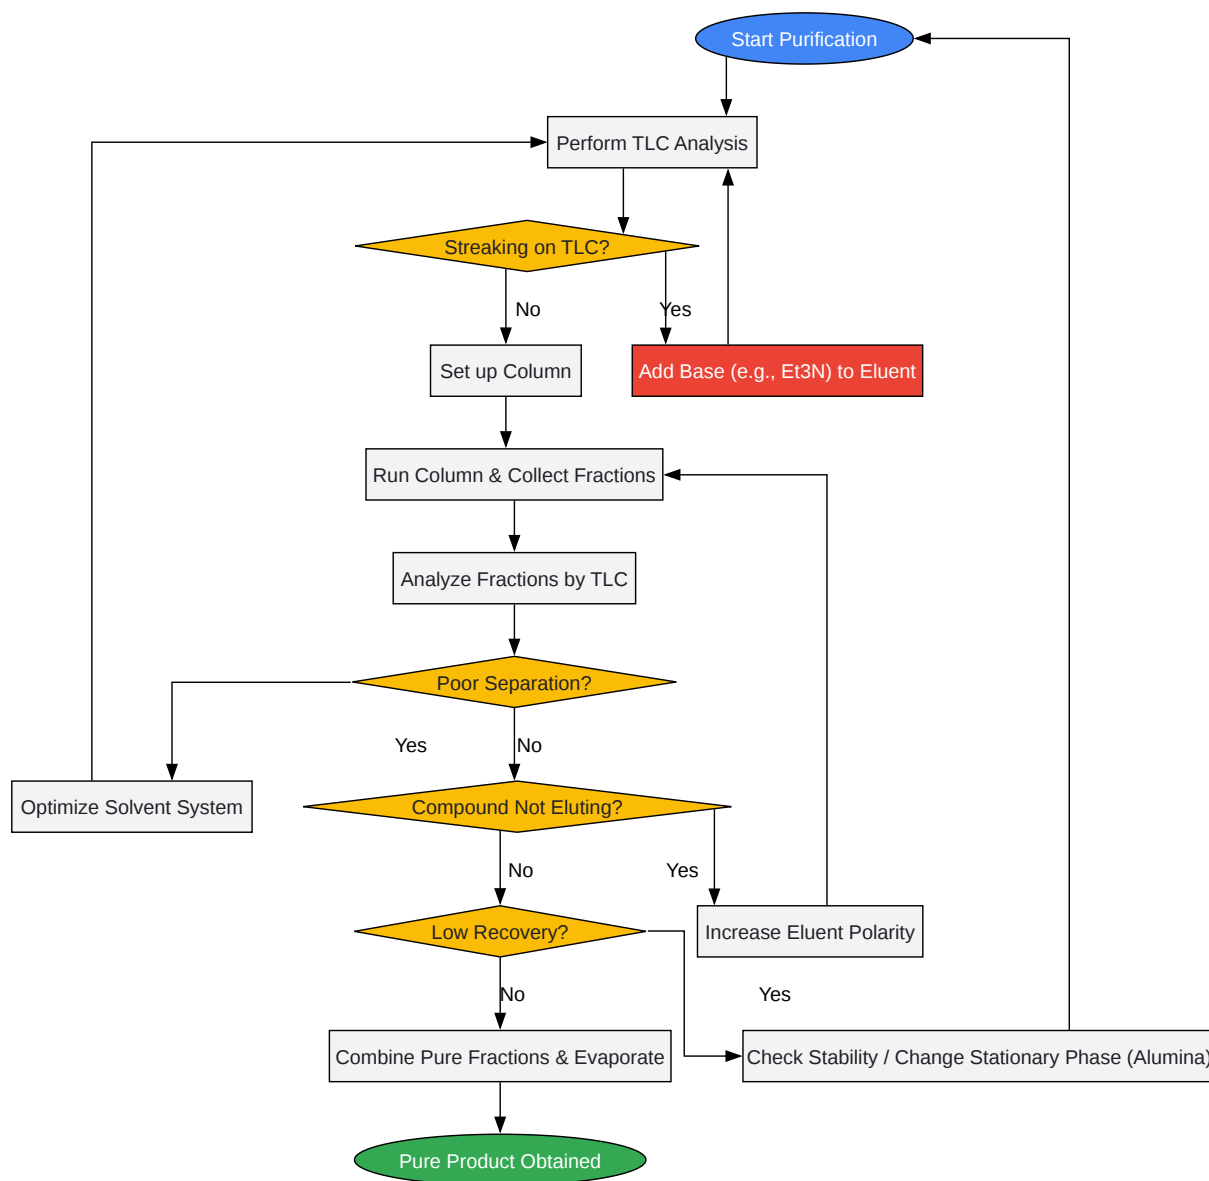 Start Purification
Perform TLC Analysis
Streaking on TLC?
No
Yes
Set up Column
Add Base (e.g., Et3N) to Eluent
Run Column & Collect Fractions
Analyze Fractions by TLC
Poor Separation?
Yes
No
Optimize Solvent System
Compound Not Eluting?
No
Yes
Low Recovery?
Increase Eluent Polarity
No
Yes
Combine Pure Fractions & Evaporate
Check Stability / Change Stationary Phase (Alumina)
Pure Product Obtained